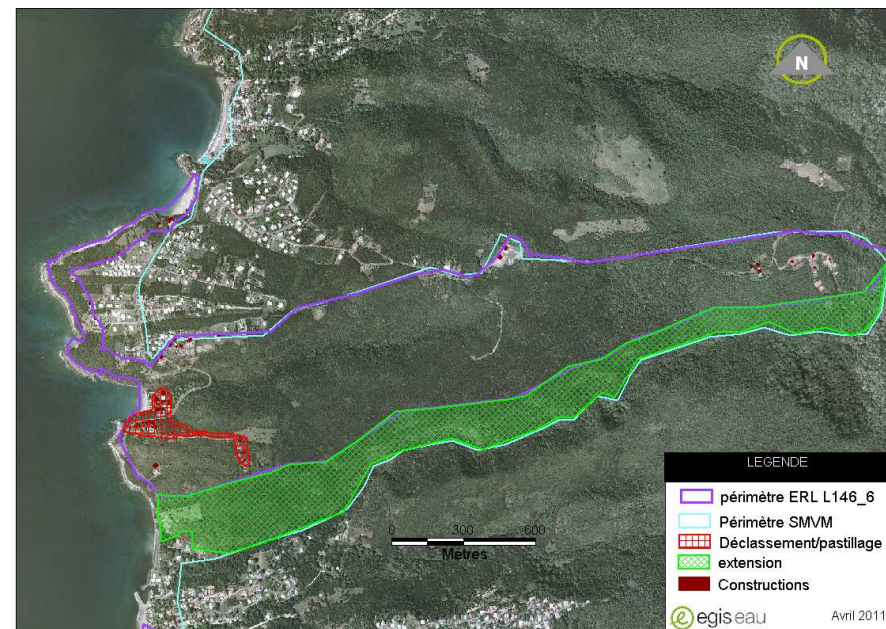 N
0 300 600
Mètres
LEGENDE
périmètre ERL L146_6
Périmètre SMVM
Déclassement/pastillage
extension
Constructions
egis eau
Avril 2011